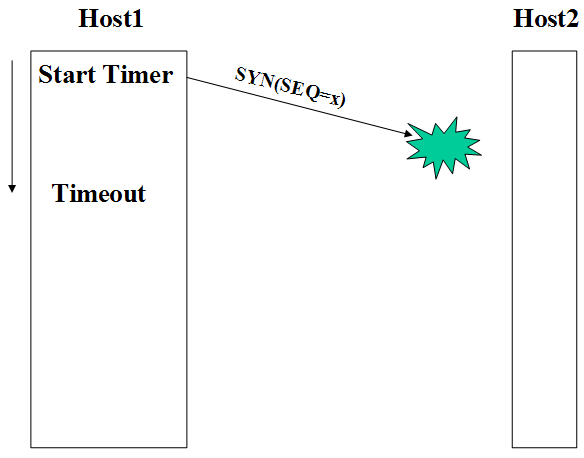 Host1
Host2
Start Timer
SYN(SEQ=x)
Timeout